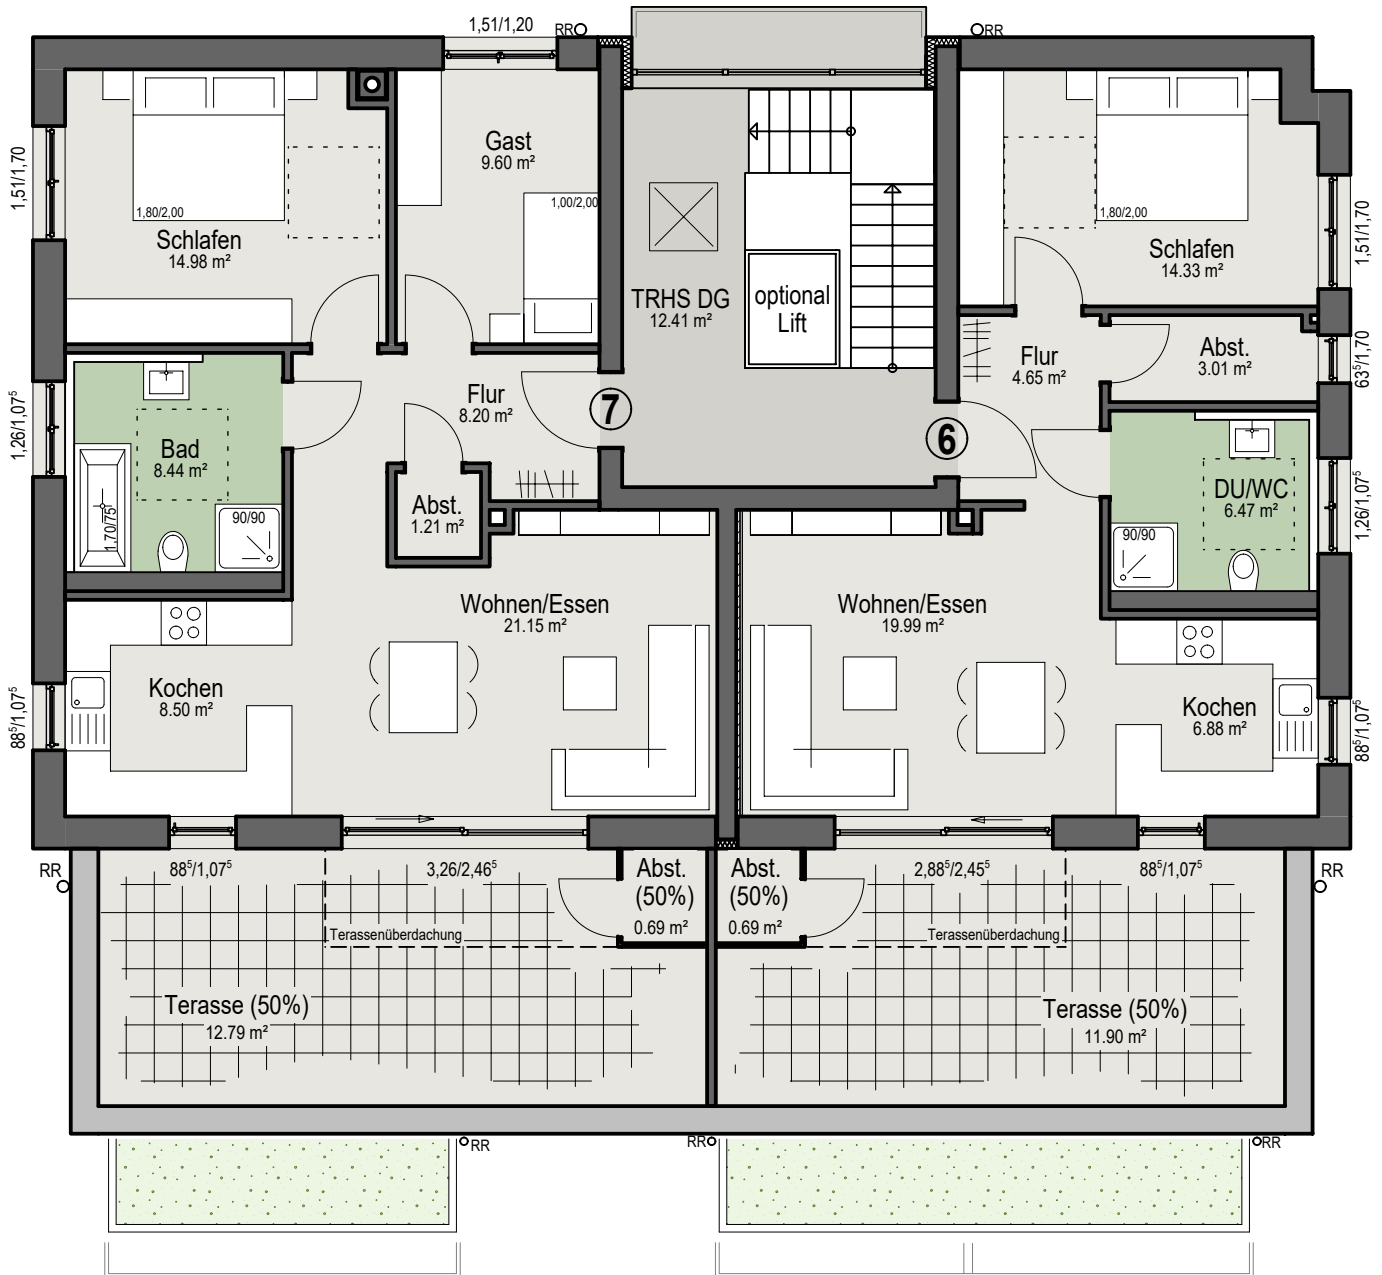 1,51/1,20
RR
RR
1,51/1,70
1,80/2,00
Schlafen
14.98 m²
Gast
9.60 m²
1,00/2,00
TRHS DG
12.41 m²
optional
Lift
1,80/2,00
Schlafen
14.33 m²
1,51/1,70
Flur
4.65 m²
Abst.
3.01 m²
63⁵/1,70
1,26/1,07⁵
Bad
8.44 m²
1,70/75
90/90
Flur
8.20 m²
7
6
Abst.
1.21 m²
DU/WC
6.47 m²
90/90
1,26/1,07⁵
Wohnen/Essen
21.15 m²
Wohnen/Essen
19.99 m²
88⁵/1,07⁵
Kochen
8.50 m²
Kochen
6.88 m²
88⁵/1,07⁵
RR
88⁵/1,07⁵
3,26/2,46⁵
Abst.
(50%)
0.69 m²
Abst.
(50%)
0.69 m²
2,88⁵/2,45⁵
88⁵/1,07⁵
RR
Terassenüberdachung
Terassenüberdachung
Terasse (50%)
12.79 m²
Terasse (50%)
11.90 m²
RR
RR
RR